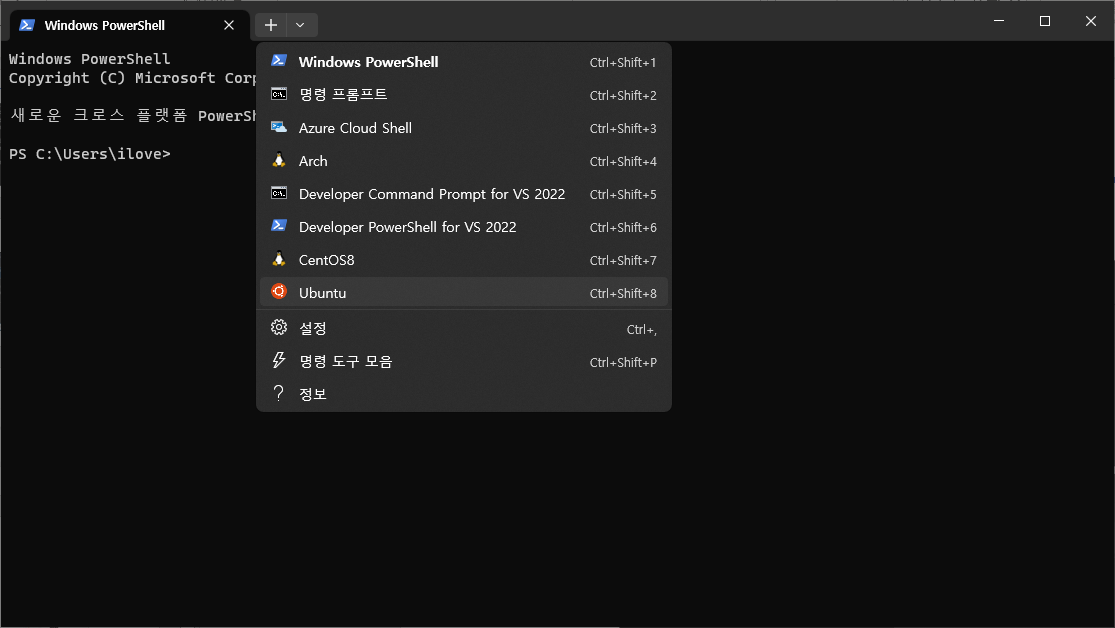 Windows PowerShell
Windows PowerShell
Copyright (C) Microsoft Corp
새로운 크로스 플랫폼 PowerSh
PS C:\Users\ilove>
Windows PowerShell Ctrl+Shift+1
명령 프롬프트 Ctrl+Shift+2
Azure Cloud Shell Ctrl+Shift+3
Arch Ctrl+Shift+4
Developer Command Prompt for VS 2022 Ctrl+Shift+5
Developer PowerShell for VS 2022 Ctrl+Shift+6
CentOS8 Ctrl+Shift+7
Ubuntu Ctrl+Shift+8
설정 Ctrl+,
명령 도구 모음 Ctrl+Shift+P
정보